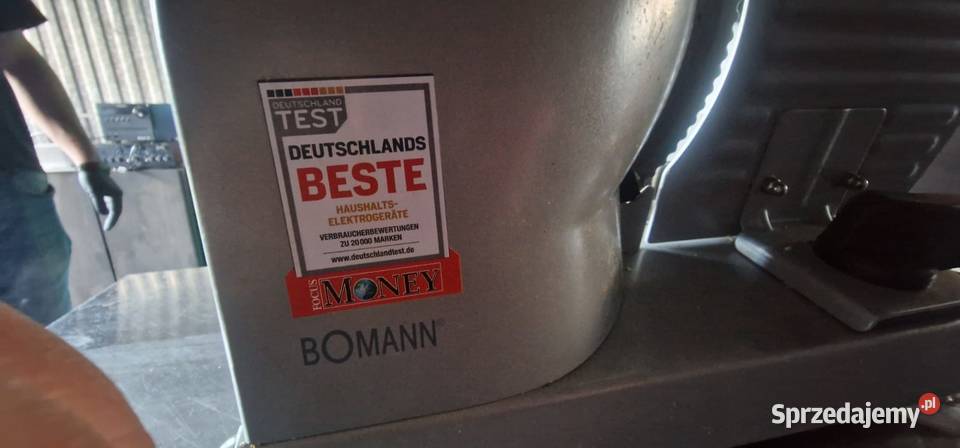 DEUTSCHLAND
TEST
DEUTSCHLANDS
BESTE
HAUSHALTS-
ELEKTROGERÄTE
VERBRAUCHERBEWERTUNGEN
ZU 20 000 MARKEN
www.deutschlandtest.de
FOCUS
MONEY
BOMANN®
Sprzedajemy.pl